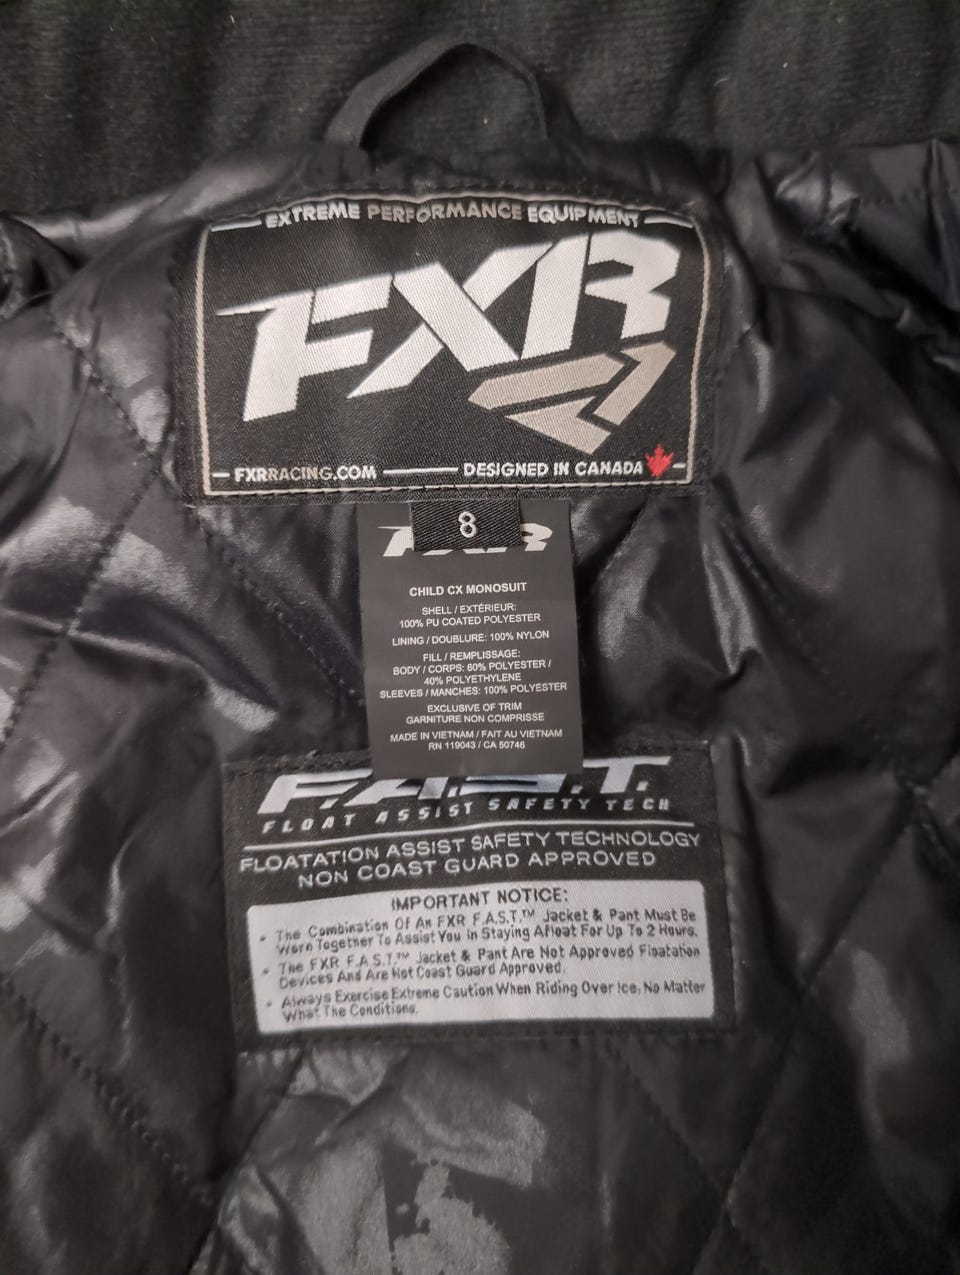 EXTREME PERFORMANCE EQUIPMENT
FXR
FXRRACING.COM
DESIGNED IN CANADA
8
FXR
CHILD CX MONOSUIT
SHELL / EXTÉRIEUR:
100% PU COATED POLYESTER
LINING / DOUBLURE: 100% NYLON
FILL / REMPLISSAGE:
BODY / CORPS: 60% POLYESTER /
40% POLYETHYLENE
SLEEVES / MANCHES: 100% POLYESTER
EXCLUSIVE OF TRIM
GARNITURE NON COMPRISSE
MADE IN VIETNAM / FAIT AU VIETNAM
RN 119043 / CA 50746
F.A.S.T.
FLOAT ASSIST SAFETY TECH
FLOATATION ASSIST SAFETY TECHNOLOGY
NON COAST GUARD APPROVED
IMPORTANT NOTICE:
• The Combination Of An FXR F.A.S.T.™ Jacket & Pant Must Be
Worn Together To Assist You In Staying Afloat For Up To 2 Hours.
• The FXR F.A.S.T.™ Jacket & Pant Are Not Approved Floatation
Devices And Are Not Coast Guard Approved.
• Always Exercise Extreme Caution When Riding Over Ice, No Matter
What The Conditions.